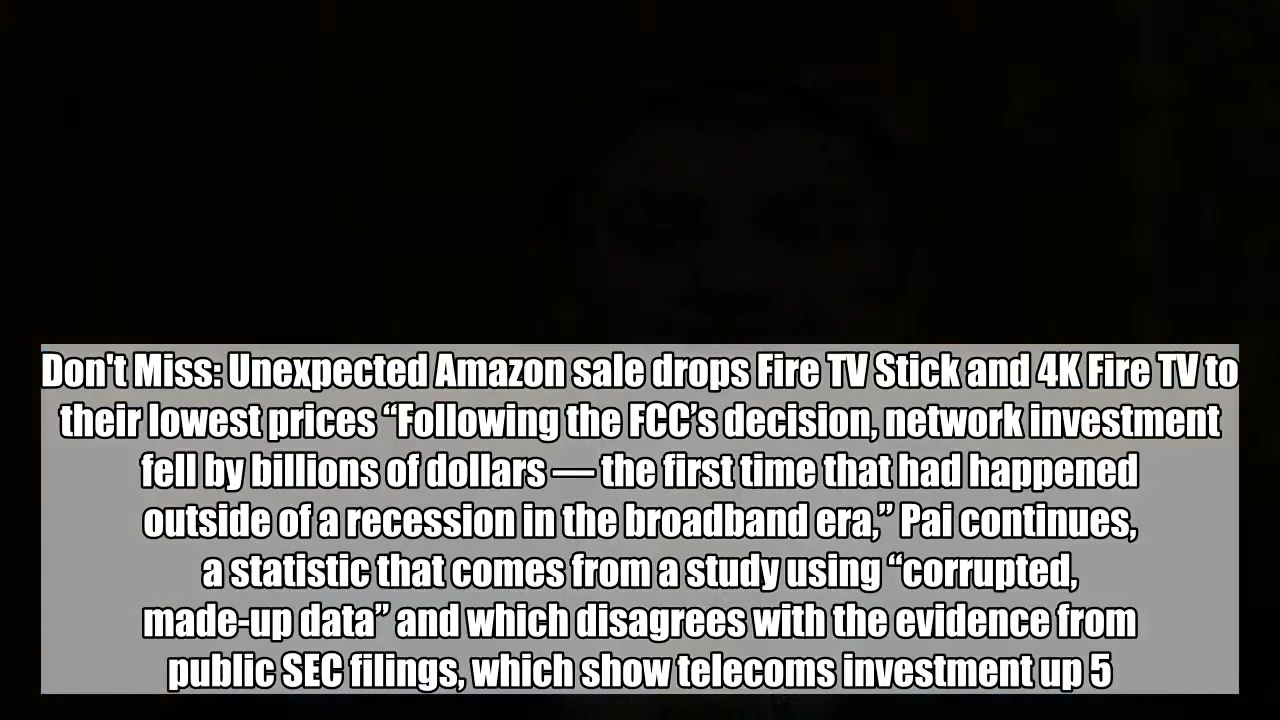 Don't Miss: Unexpected Amazon sale drops Fire TV Stick and 4K Fire TV to
their lowest prices “Following the FCC’s decision, network investment
fell by billions of dollars — the first time that had happened
outside of a recession in the broadband era,” Pai continues,
a statistic that comes from a study using “corrupted,
made-up data” and which disagrees with the evidence from
public SEC filings, which show telecoms investment up 5